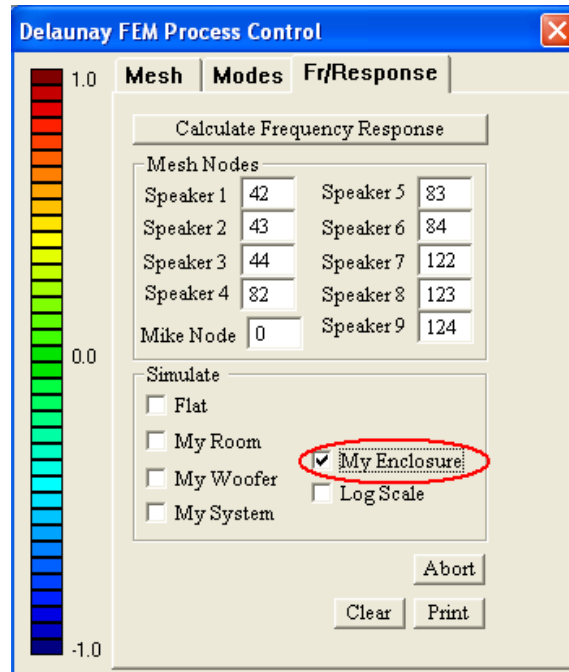 Delaunay FEM Process Control
1.0
0.0
-1.0
Mesh
Modes
Fr/Response
Calculate Frequency Response
Mesh Nodes
Speaker 1 42
Speaker 2 43
Speaker 3 44
Speaker 4 82
Mike Node 0
Speaker 5 83
Speaker 6 84
Speaker 7 122
Speaker 8 123
Speaker 9 124
Simulate
Flat
My Room
My Woofer
My System
My Enclosure
Log Scale
Abort
Clear
Print